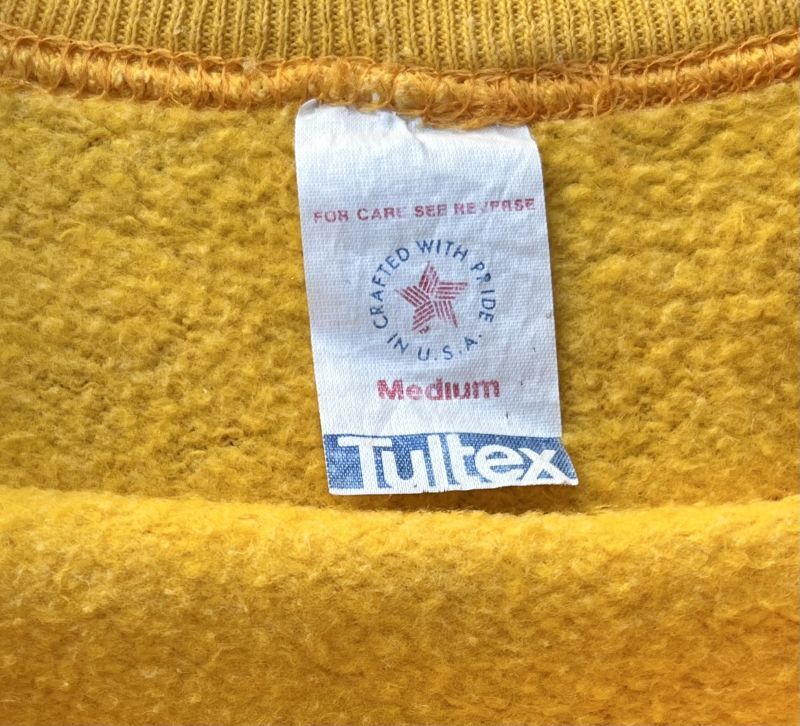 FOR CARE SEE REVERSE
CRAFTED WITH PRIDE
IN U.S.A.
Medium
Tultex